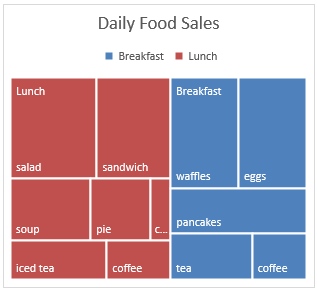 Daily Food Sales
Breakfast Lunch
Lunch
salad
sandwich
soup
pie
c...
iced tea
coffee
Breakfast
waffles
eggs
pancakes
tea
coffee